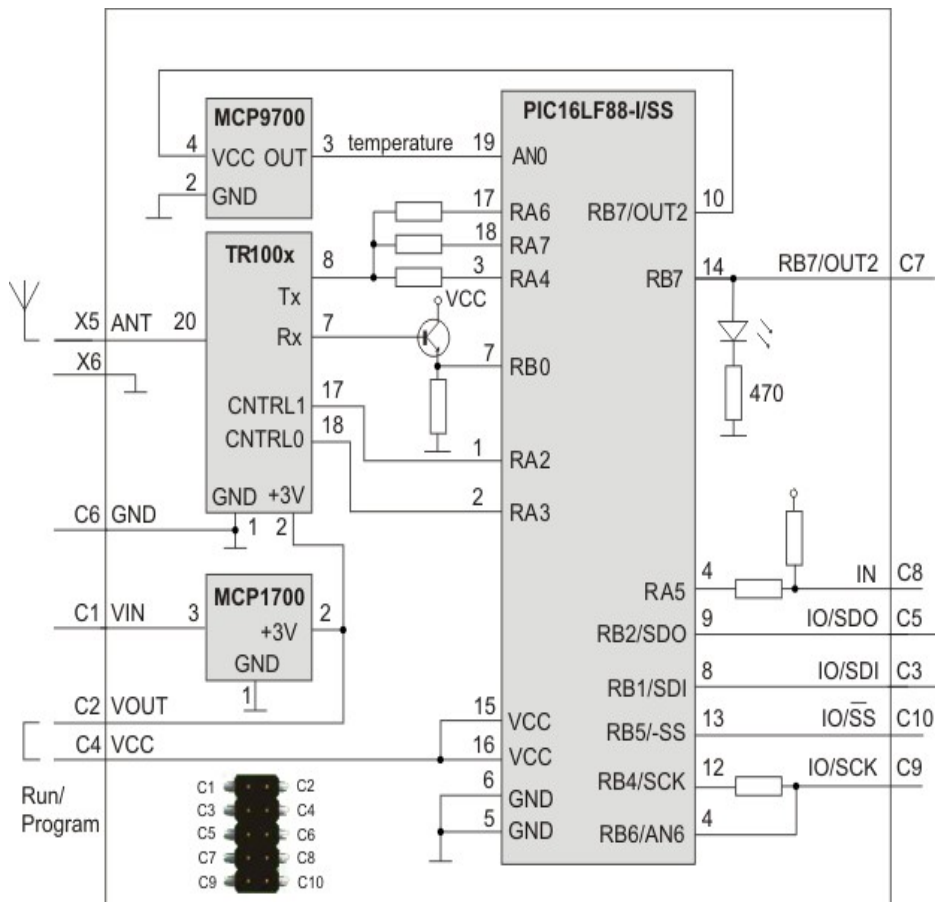 MCP9700
4 VCC OUT 3 temperature
2 GND
PIC16LF88-I/SS
19 AN0
17 RA6
18 RA7
3 RA4
RB7/OUT2 10
RB7 14 RB7/OUT2 C7
TR100x
8
Tx
Rx 7
VCC
7 RB0
X5 ANT 20
X6
470
CNTRL1 17
CNTRL0 18
1 RA2
2 RA3
GND +3V
1 2
C6 GND
RA5 4 IN C8
MCP1700
C1 VIN 3 +3V 2
GND
1
RB2/SDO 9 IO/SDO C5
RB1/SDI 8 IO/SDI C3
C2 VOUT
C4 VCC
15 VCC
16 VCC
RB5/-SS 13 IO/S̅S̅ C10
RB4/SCK 12 IO/SCK C9
6 GND
5 GND
RB6/AN6 4
Run/
Program
C1 C2
C3 C4
C5 C6
C7 C8
C9 C10